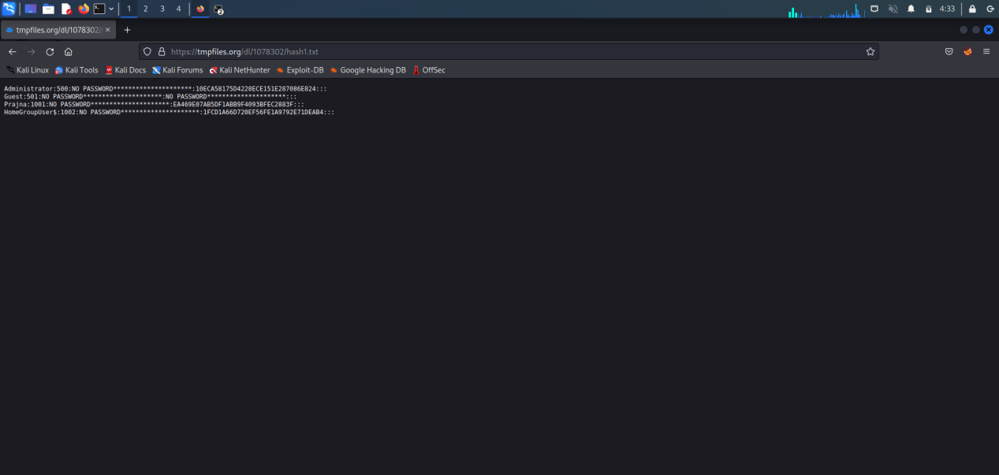 1 2 3 4 2 4:33
tmpfiles.org/dl/1078302/
https://tmpfiles.org/dl/1078302/hash1.txt
Kali Linux Kali Tools Kali Docs Kali Forums Kali NetHunter Exploit-DB Google Hacking DB OffSec
Administrator:500:NO PASSWORD*********************:10ECA58175D4228ECE151E287086E824:::
Guest:501:NO PASSWORD*********************:NO PASSWORD*********************:::
Prajna:1001:NO PASSWORD*********************:EA469E07AB5DF1ABB9F4093BFEC2883F:::
HomeGroupUser$:1002:NO PASSWORD*********************:1FCD1A66D720EF56FE1A9792E71DEAB4:::